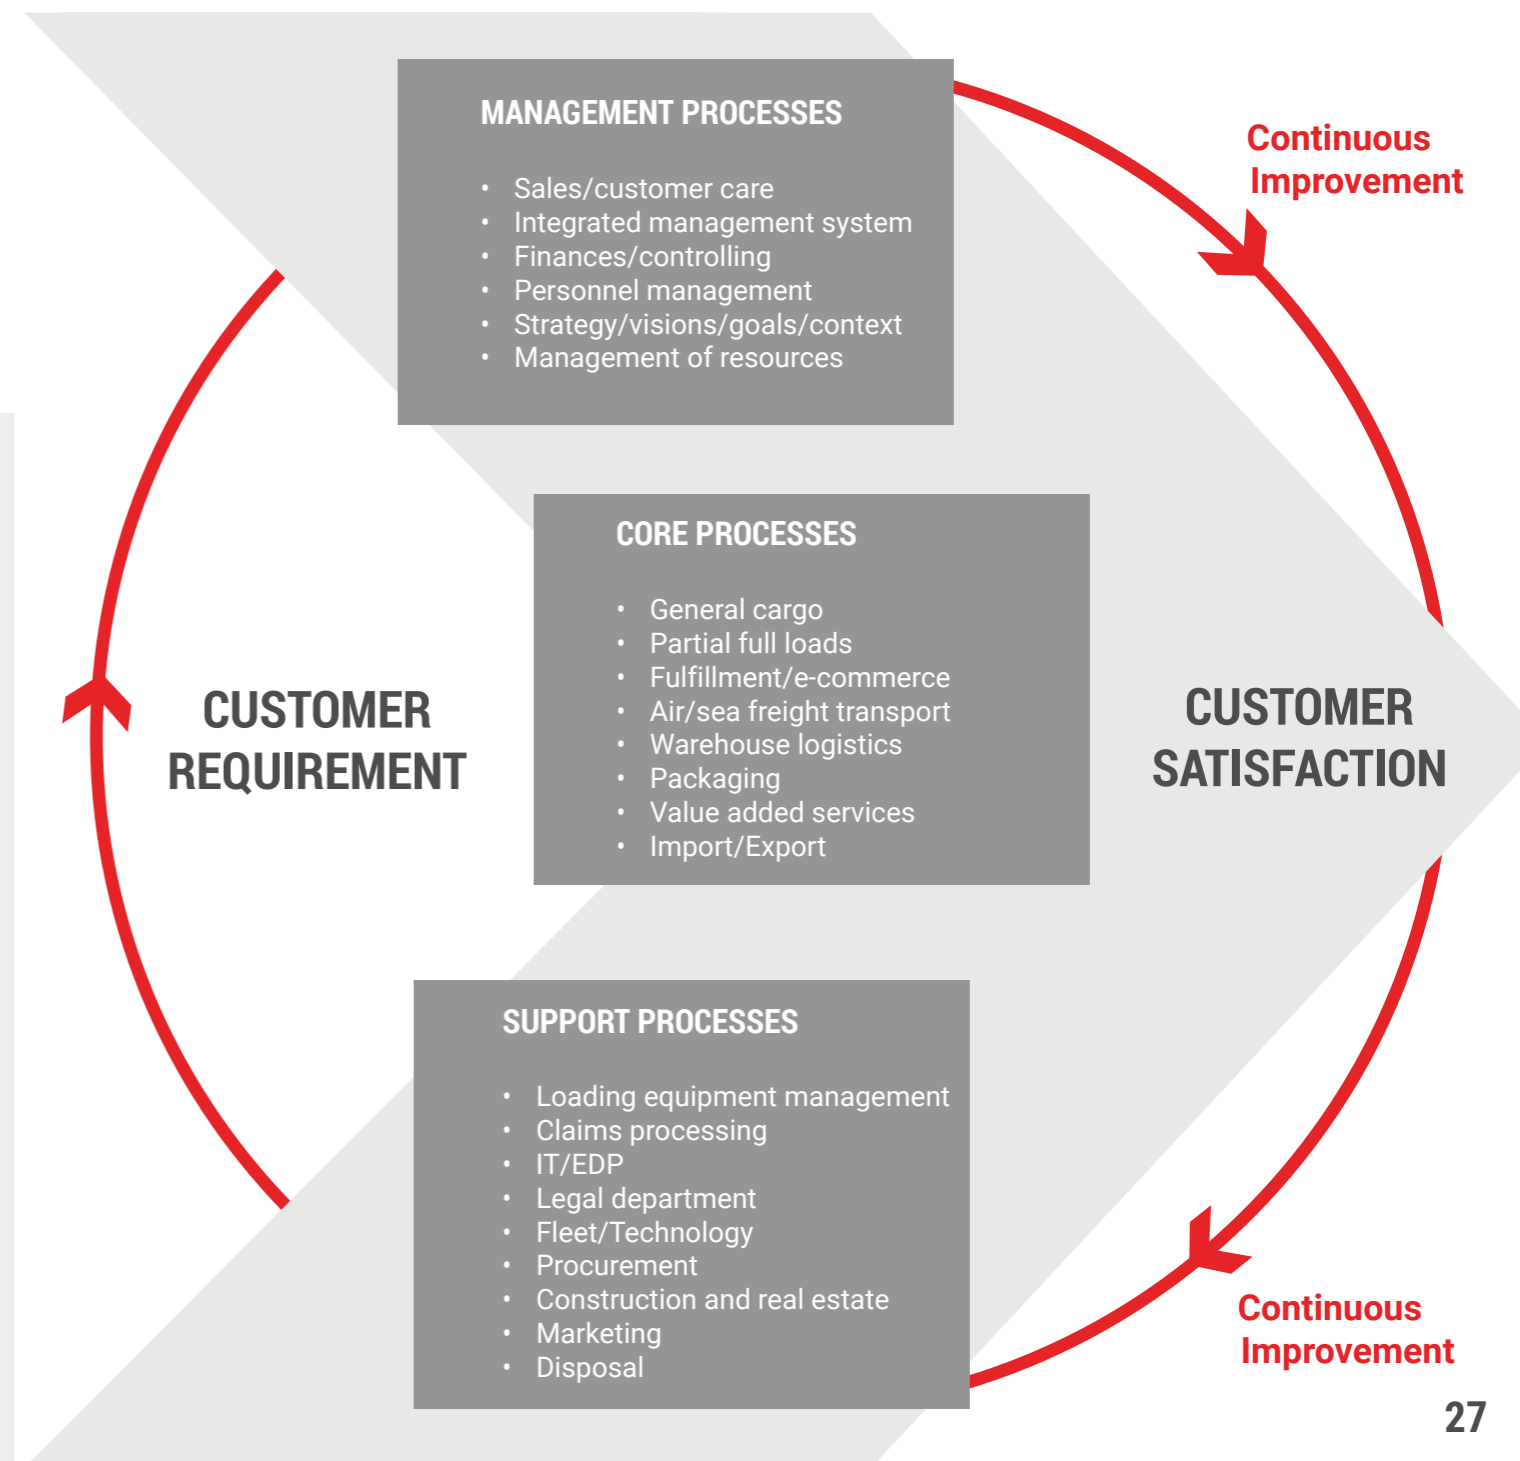 MANAGEMENT PROCESSES
• Sales/customer care
• Integrated management system
• Finances/controlling
• Personnel management
• Strategy/visions/goals/context
• Management of resources
Continuous
Improvement
CORE PROCESSES
• General cargo
• Partial full loads
• Fulfillment/e-commerce
• Air/sea freight transport
• Warehouse logistics
• Packaging
• Value added services
• Import/Export
CUSTOMER
REQUIREMENT
CUSTOMER
SATISFACTION
SUPPORT PROCESSES
• Loading equipment management
• Claims processing
• IT/EDP
• Legal department
• Fleet/Technology
• Procurement
• Construction and real estate
• Marketing
• Disposal
Continuous
Improvement
27